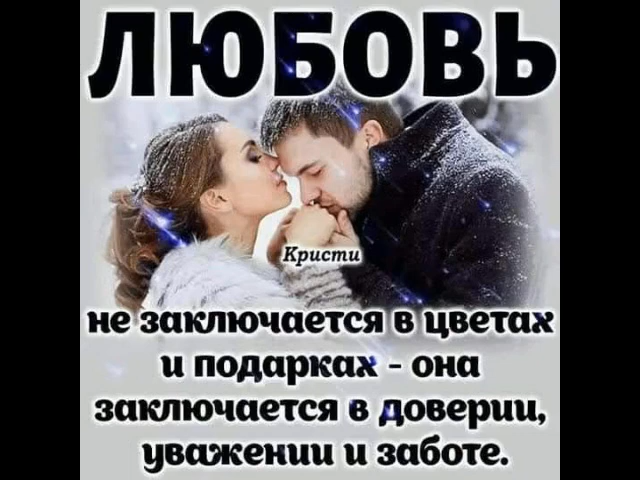 ЛЮБОВЬ
Кристи
не заключается в цветах
и подарках - она
заключается в доверии,
уважении и заботе.